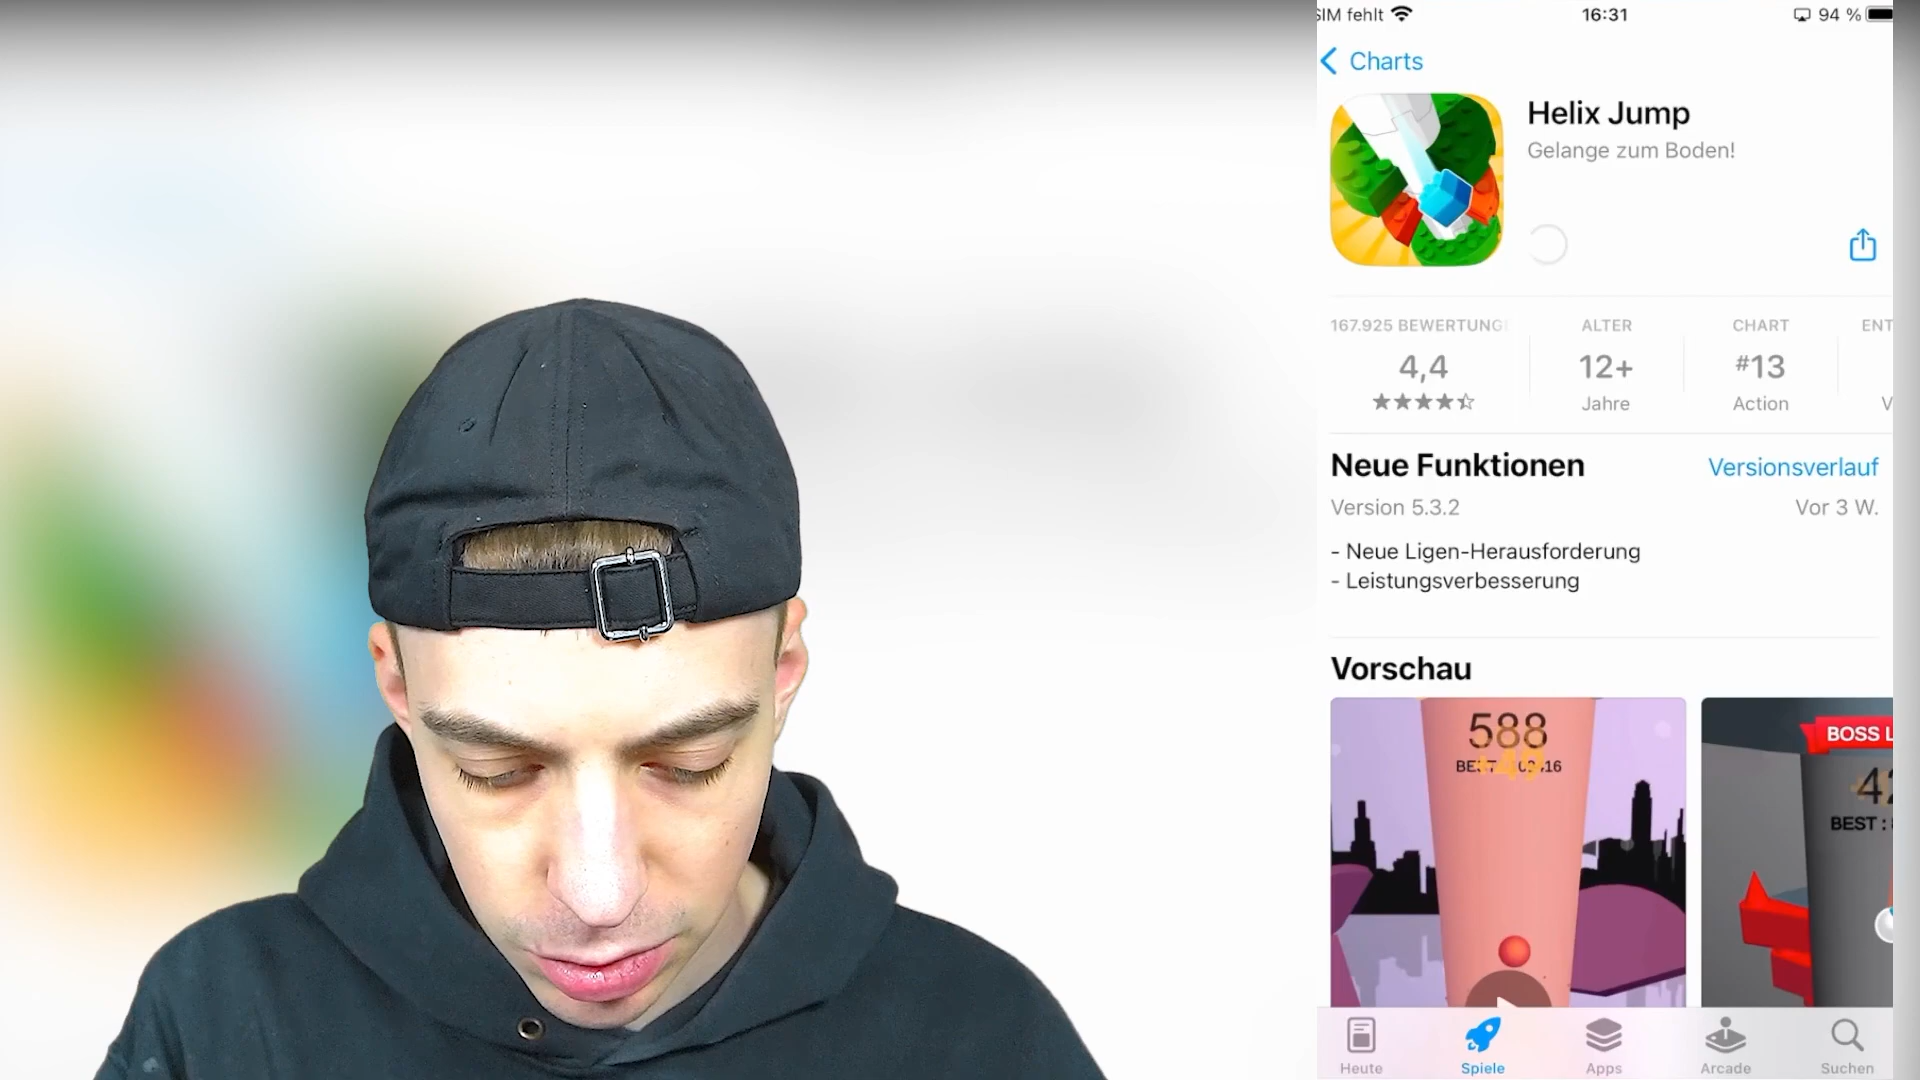 SIM fehlt
16:31
94 %
Charts
Helix Jump
Gelange zum Boden!
167.925 BEWERTUNG
ALTER
CHART
ENT
4,4
12+
#13
Jahre
Action
V
Neue Funktionen
Versionsverlauf
Version 5.3.2
Vor 3 W.
- Neue Ligen-Herausforderung
- Leistungsverbesserung
Vorschau
588
BOSS L
42
BEST :
Heute
Spiele
Apps
Arcade
Suchen